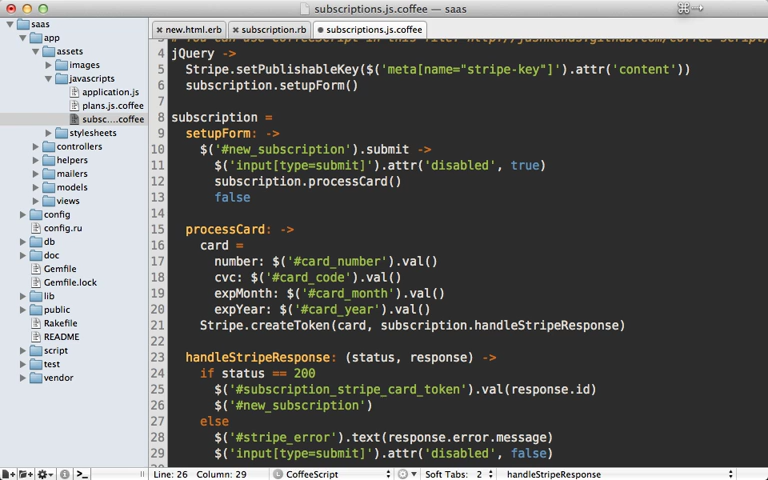 subscriptions.js.coffee — saas
saas
app
assets
images
javascripts
application.js
plans.js.coffee
subsc....coffee
stylesheets
controllers
helpers
mailers
models
views
config
config.ru
db
doc
Gemfile
Gemfile.lock
lib
public
Rakefile
README
script
test
vendor
new.html.erb
subscription.rb
subscriptions.js.coffee
4 jQuery ->
5 Stripe.setPublishableKey($('meta[name="stripe-key"]').attr('content'))
6 subscription.setupForm()
7
8 subscription =
9 setupForm: ->
10 $('#new_subscription').submit ->
11 $('input[type=submit]').attr('disabled', true)
12 subscription.processCard()
13 false
14
15 processCard: ->
16 card =
17 number: $('#card_number').val()
18 cvc: $('#card_code').val()
19 expMonth: $('#card_month').val()
20 expYear: $('#card_year').val()
21 Stripe.createToken(card, subscription.handleStripeResponse)
22
23 handleStripeResponse: (status, response) ->
24 if status == 200
25 $('#subscription_stripe_card_token').val(response.id)
26 $('#new_subscription')
27 else
28 $('#stripe_error').text(response.error.message)
29 $('input[type=submit]').attr('disabled', false)
Line: 26 Column: 29
CoffeeScript
Soft Tabs: 2
handleStripeResponse